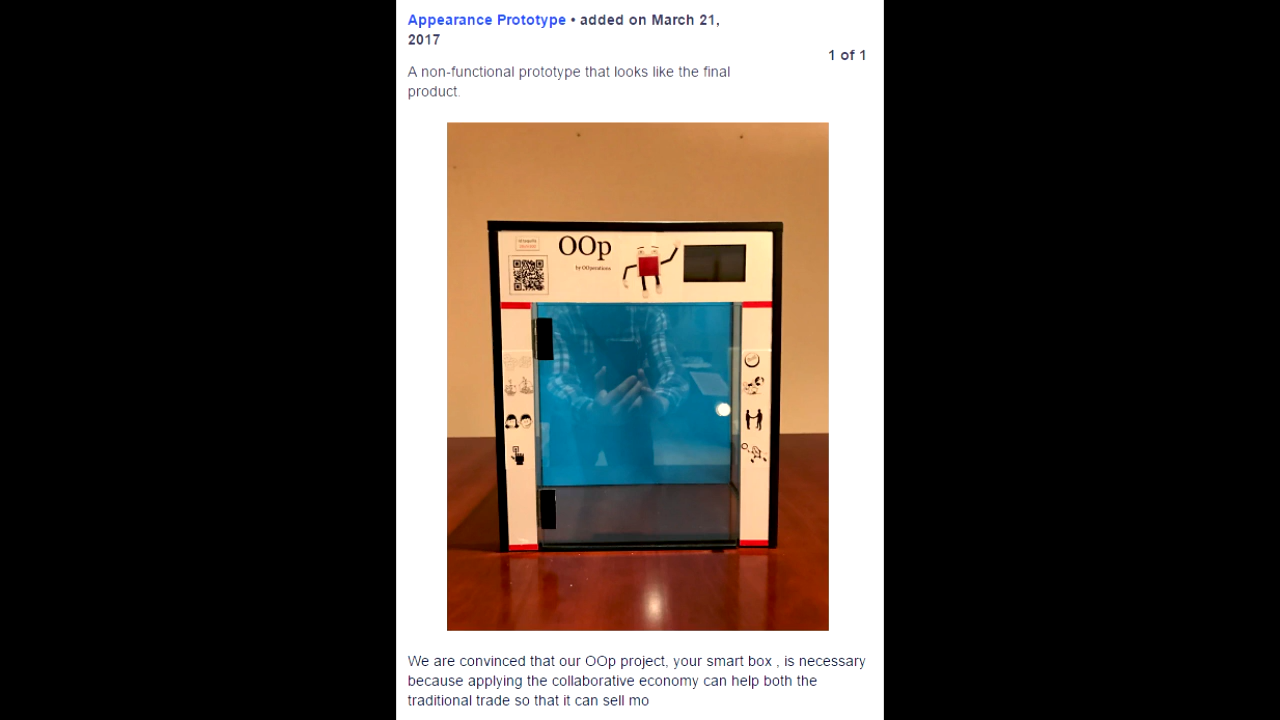 Appearance Prototype • added on March 21,
2017
1 of 1
A non-functional prototype that looks like the final
product.
OOp
by OOperations
We are convinced that our OOp project, your smart box , is necessary
because applying the collaborative economy can help both the
traditional trade so that it can sell mo